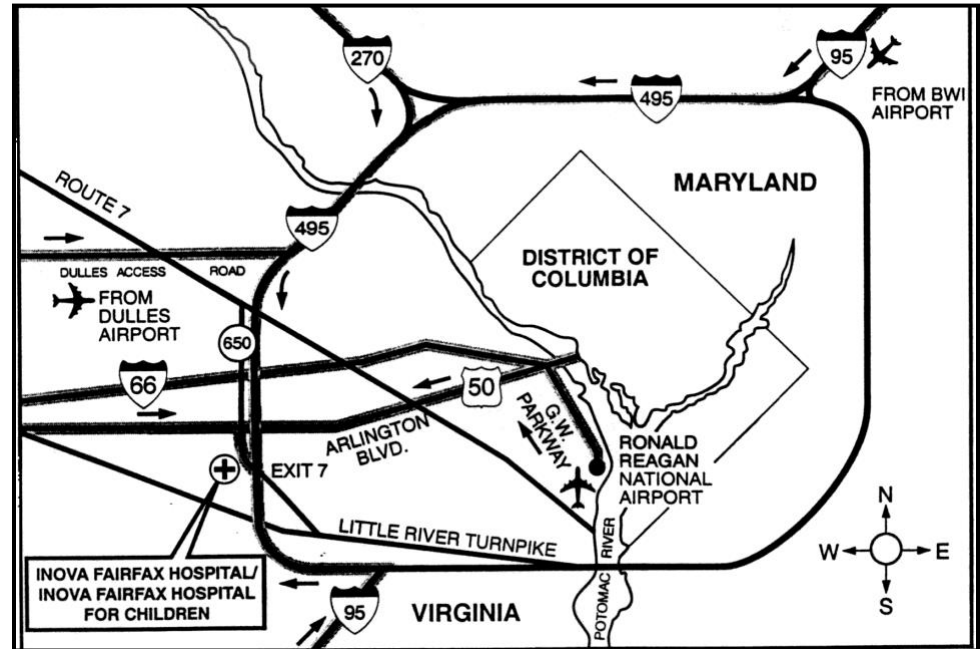 270
95
495
FROM BWI
AIRPORT
MARYLAND
ROUTE 7
495
DISTRICT OF
COLUMBIA
DULLES ACCESS ROAD
FROM
DULLES
AIRPORT
650
66
50
ARLINGTON
BLVD.
G.W.
PARKWAY
RONALD
REAGAN
NATIONAL
AIRPORT
EXIT 7
LITTLE RIVER TURNPIKE
INOVA FAIRFAX HOSPITAL/
INOVA FAIRFAX HOSPITAL
FOR CHILDREN
95
VIRGINIA
POTOMAC RIVER
N
W E
S